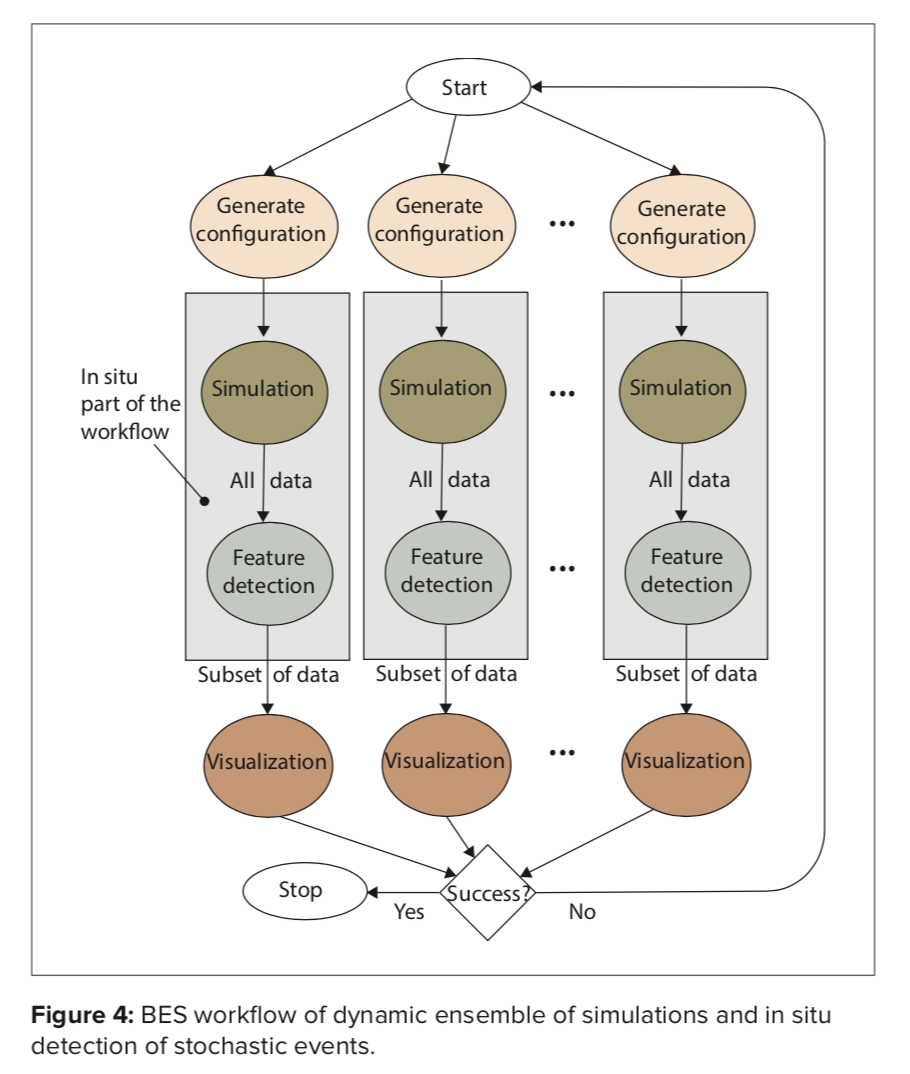 Start
Generate
configuration
Generate
configuration
...
Generate
configuration
In situ
part of the
workflow
Simulation
Simulation
...
Simulation
All data
All data
All data
Feature
detection
Feature
detection
...
Feature
detection
Subset of data
Subset of data
Subset of data
Visualization
Visualization
...
Visualization
Stop
Success?
Yes
No
Figure 4: BES workflow of dynamic ensemble of simulations and in situ
detection of stochastic events.